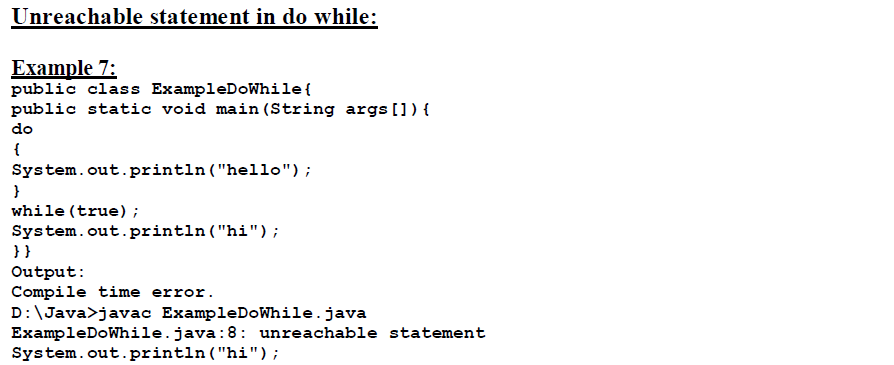 Unreachable statement in do while:
Example 7:
public class ExampleDoWhile{
public static void main(String args[]){
do
{
System.out.println("hello");
}
while(true);
System.out.println("hi");
}}
Output:
Compile time error.
D:\Java>javac ExampleDoWhile.java
ExampleDoWhile.java:8: unreachable statement
System.out.println("hi");